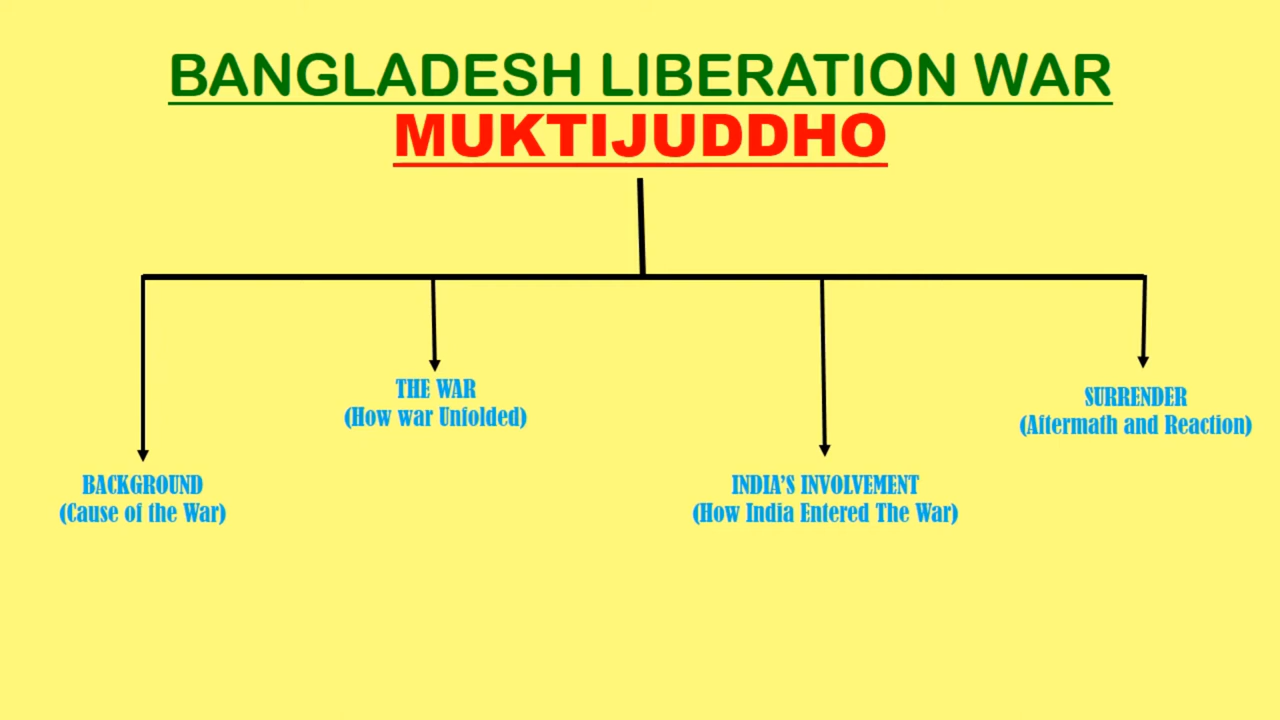 BANGLADESH LIBERATION WAR
MUKTIJUDDHO
BACKGROUND
(Cause of the War)
THE WAR
(How war Unfolded)
INDIA'S INVOLVEMENT
(How India Entered The War)
SURRENDER
(Aftermath and Reaction)